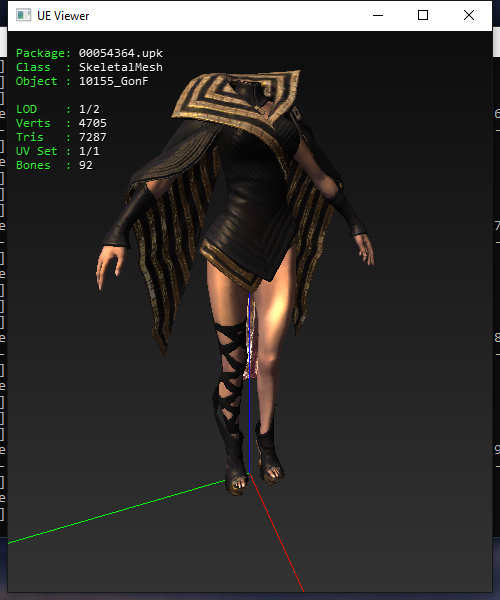 UE Viewer
Package: 00054364.upk
Class  : SkeletalMesh
Object : 10155_GonF
LOD    : 1/2
Verts  : 4705
Tris   : 7287
UV Set : 1/1
Bones  : 92